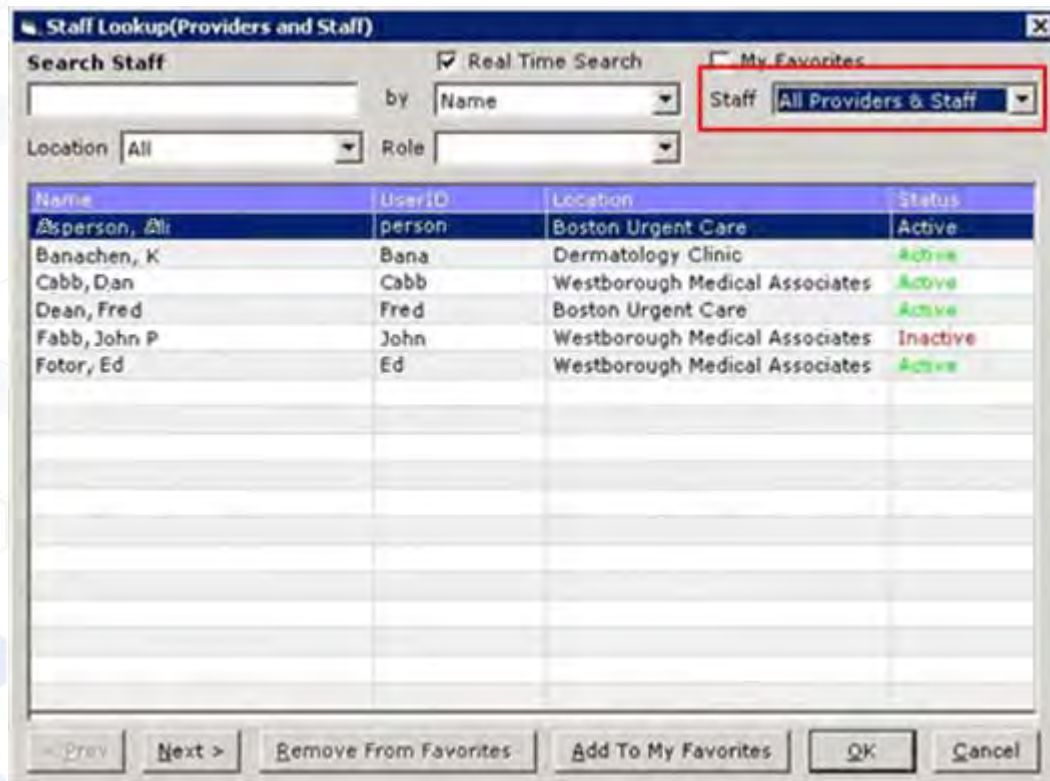 Staff Lookup(Providers and Staff)
Search Staff
Real Time Search
My Favorites
by Name
Staff All Providers & Staff
Location All
Role
Name UserID Location Status
Asperson, Ali person Boston Urgent Care Active
Banachen, K Bana Dermatology Clinic Active
Cabb, Dan Cabb Westborough Medical Associates Active
Dean, Fred Fred Boston Urgent Care Active
Fabb, John P John Westborough Medical Associates Inactive
Fotor, Ed Ed Westborough Medical Associates Active
< Prev Next > Remove From Favorites Add To My Favorites OK Cancel